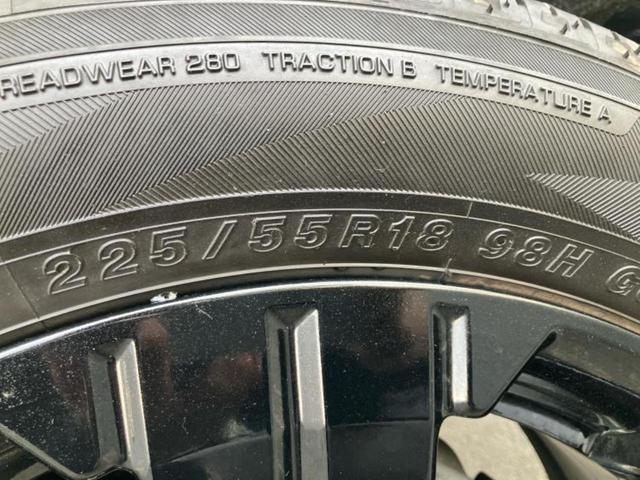 READWEAR 280 TRACTION B TEMPERATURE A
225/55R18 98H G